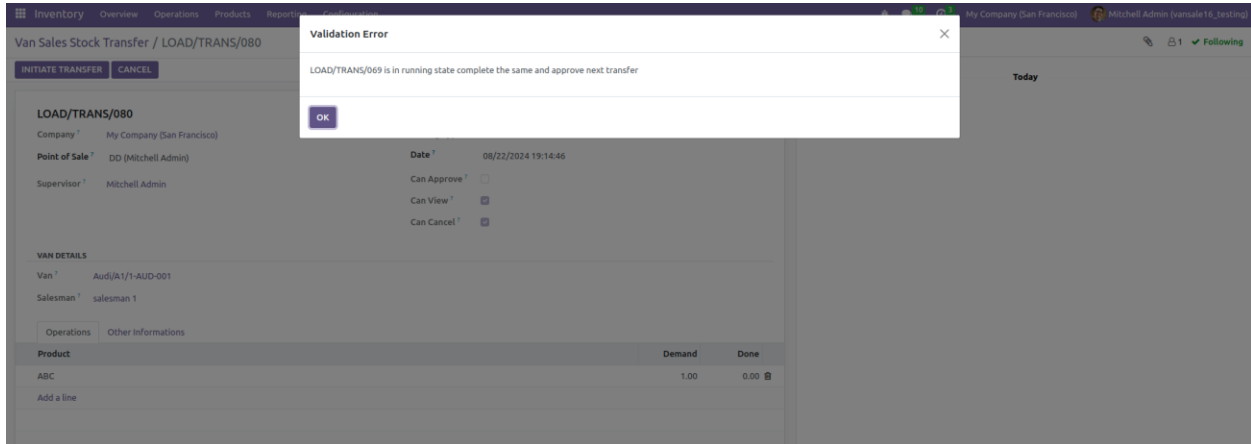 Inventory Overview Operations Products Reporting Configuration 10 3 My Company (San Francisco) Mitchell Admin (vansale16_testing)
Van Sales Stock Transfer / LOAD/TRANS/080 1 Following
INITIATE TRANSFER CANCEL
Validation Error
LOAD/TRANS/069 is in running state complete the same and approve next transfer
OK
Today
LOAD/TRANS/080
Company ? My Company (San Francisco)
Point of Sale ? DD (Mitchell Admin) Date ? 08/22/2024 19:14:46
Supervisor ? Mitchell Admin Can Approve ?
Can View ?
Can Cancel ?
VAN DETAILS
Van ? Audi/A1/1-AUD-001
Salesman ? salesman 1
Operations Other Informations
Product Demand Done
ABC 1.00 0.00
Add a line